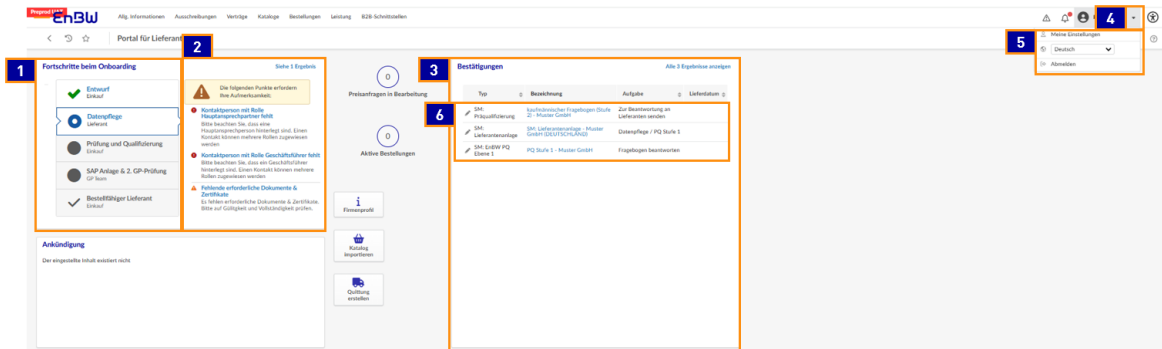 Preprod
EnBW
Allg. Informationen Ausschreibungen Verträge Kataloge Bestellungen Leistung B2B-Schnittstellen
4
Portal für Lieferant
2
5
Meine Einstellungen
Deutsch
Abmelden
1
Fortschritte beim Onboarding
Siehe 1 Ergebnis
Entwurf
Einkauf
Datenpflege
Lieferant
Prüfung und Qualifizierung
Einkauf
SAP Anlage & 2. GP-Prüfung
GP Team
Bestellfähiger Lieferant
Einkauf
Die folgenden Punkte erfordern
Ihre Aufmerksamkeit:
Kontaktperson mit Rolle
Hauptansprechpartner fehlt
Bitte beachten Sie, dass eine
Hauptansprechperson hinterlegt sind. Einen
Kontakt können mehrere Rollen zugewiesen
werden
Kontaktperson mit Rolle Geschäftsführer fehlt
Bitte beachten Sie, dass ein Geschäftsführer
hinterlegt sind. Einen Kontakt können mehrere
Rollen zugewiesen werden
Fehlende erforderliche Dokumente &
Zertifikate
Es fehlen erforderliche Dokumente & Zertifikate.
Bitte auf Gültigkeit und Vollständigkeit prüfen.
0
Preisanfragen in Bearbeitung
0
Aktive Bestellungen
Firmenprofil
Katalog
importieren
Quittung
erstellen
3
Bestätigungen
Alle 3 Ergebnisse anzeigen
Typ Bezeichnung Aufgabe Lieferdatum
6
SM:
Präqualifizierung
kaufmännischer Fragebogen (Stufe
2) - Muster GmbH
Zur Beantwortung an
Lieferanten senden
SM:
Lieferantenanlage
SM: Lieferantenanlage - Muster
GmbH (DEUTSCHLAND)
Datenpflege / PQ Stufe 1
SM: EnBW PQ
Ebene 1
PQ Stufe 1 - Muster GmbH
Fragebogen beantworten
Ankündigung
Der eingestellte Inhalt existiert nicht